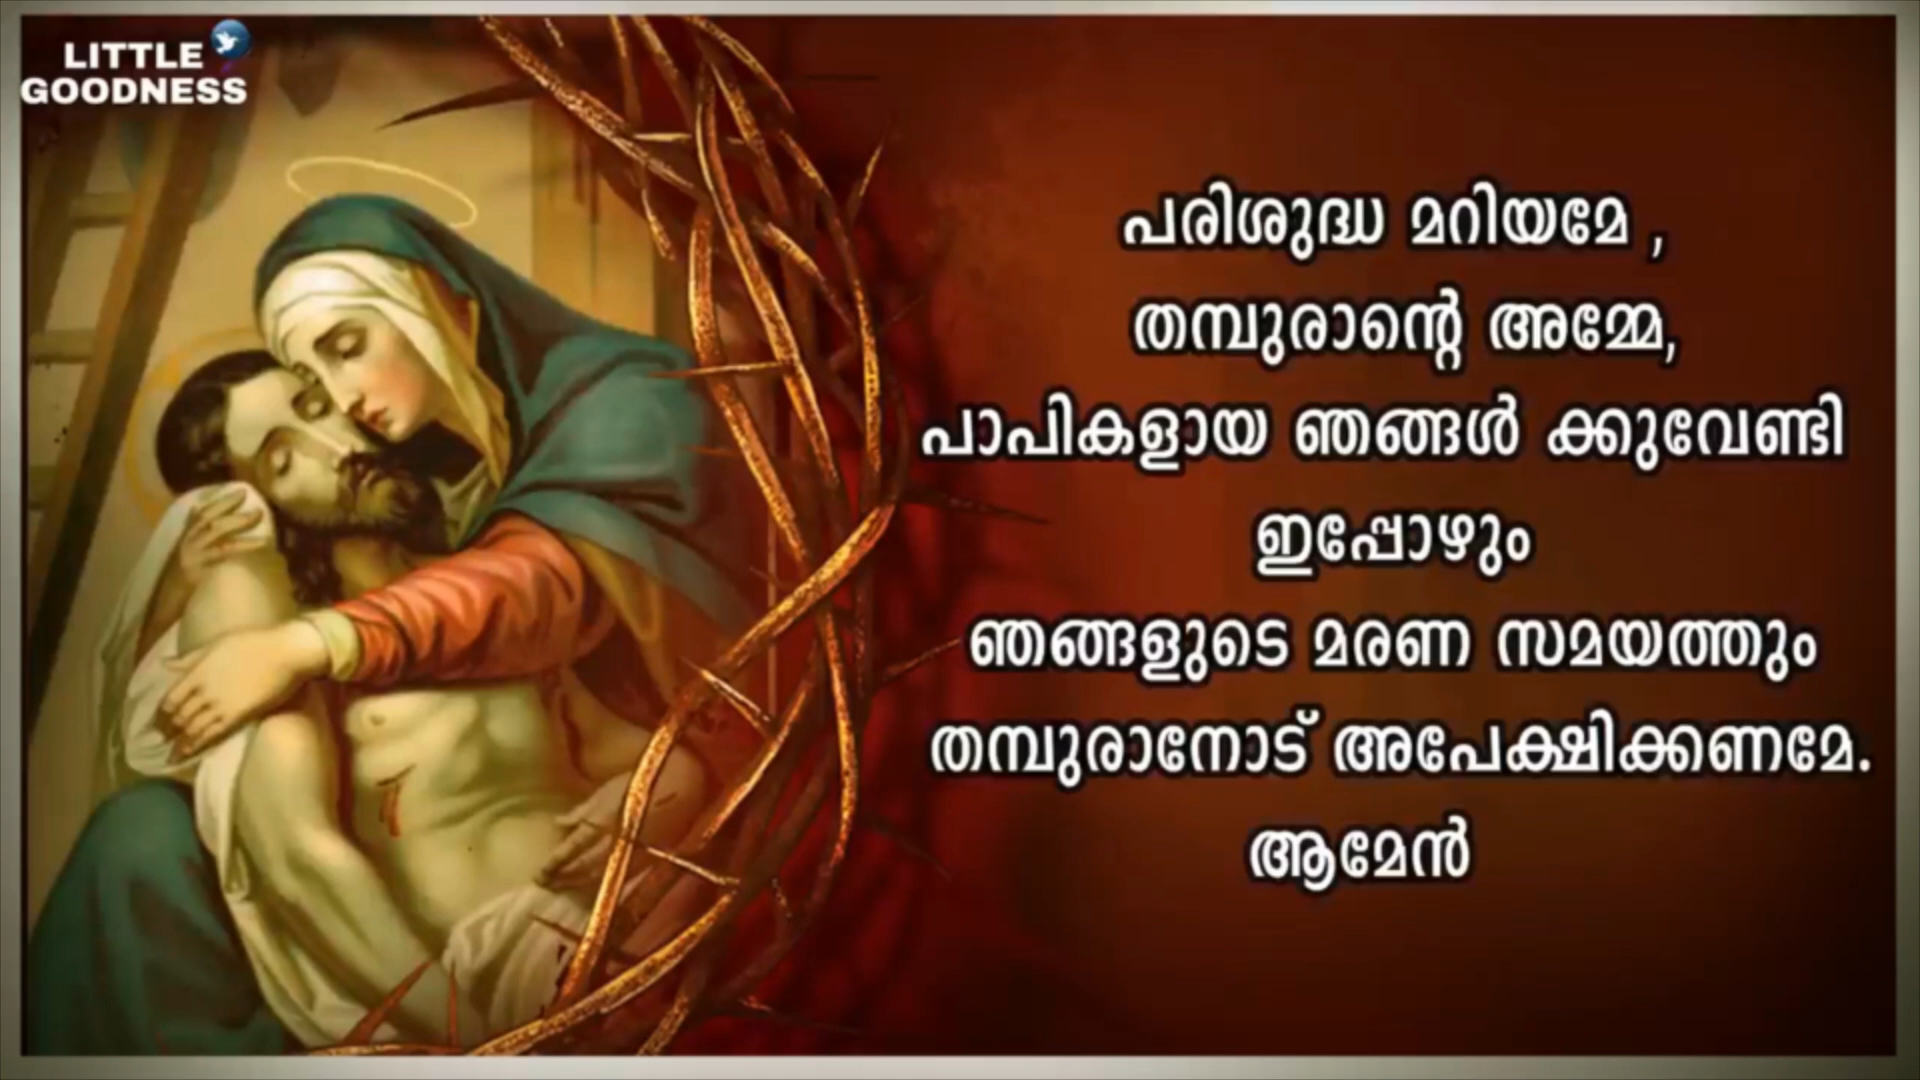 LITTLE
GOODNESS
പരിശുദ്ധ മറിയമേ ,
തമ്പുരാന്റെ അമ്മേ,
പാപികളായ ഞങ്ങൾ ക്കുവേണ്ടി
ഇപ്പോഴും
ഞങ്ങളുടെ മരണ സമയത്തും
തമ്പുരാനോട് അപേക്ഷിക്കണമേ.
ആമേൻ